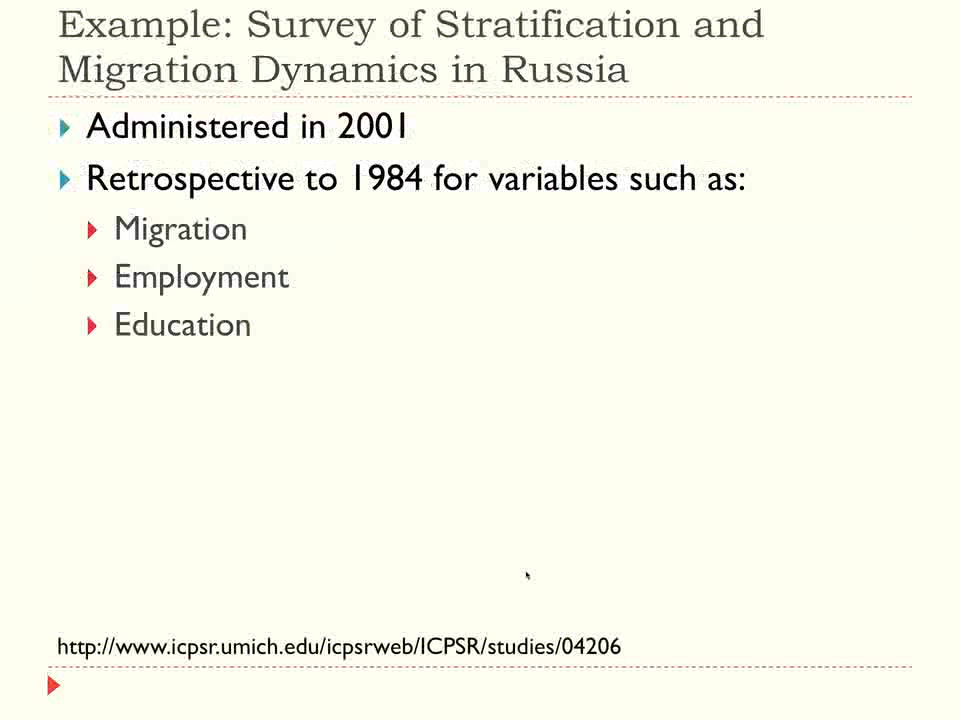 Example: Survey of Stratification and
Migration Dynamics in Russia
Administered in 2001
Retrospective to 1984 for variables such as:
Migration
Employment
Education
http://www.icpsr.umich.edu/icpsrweb/ICPSR/studies/04206